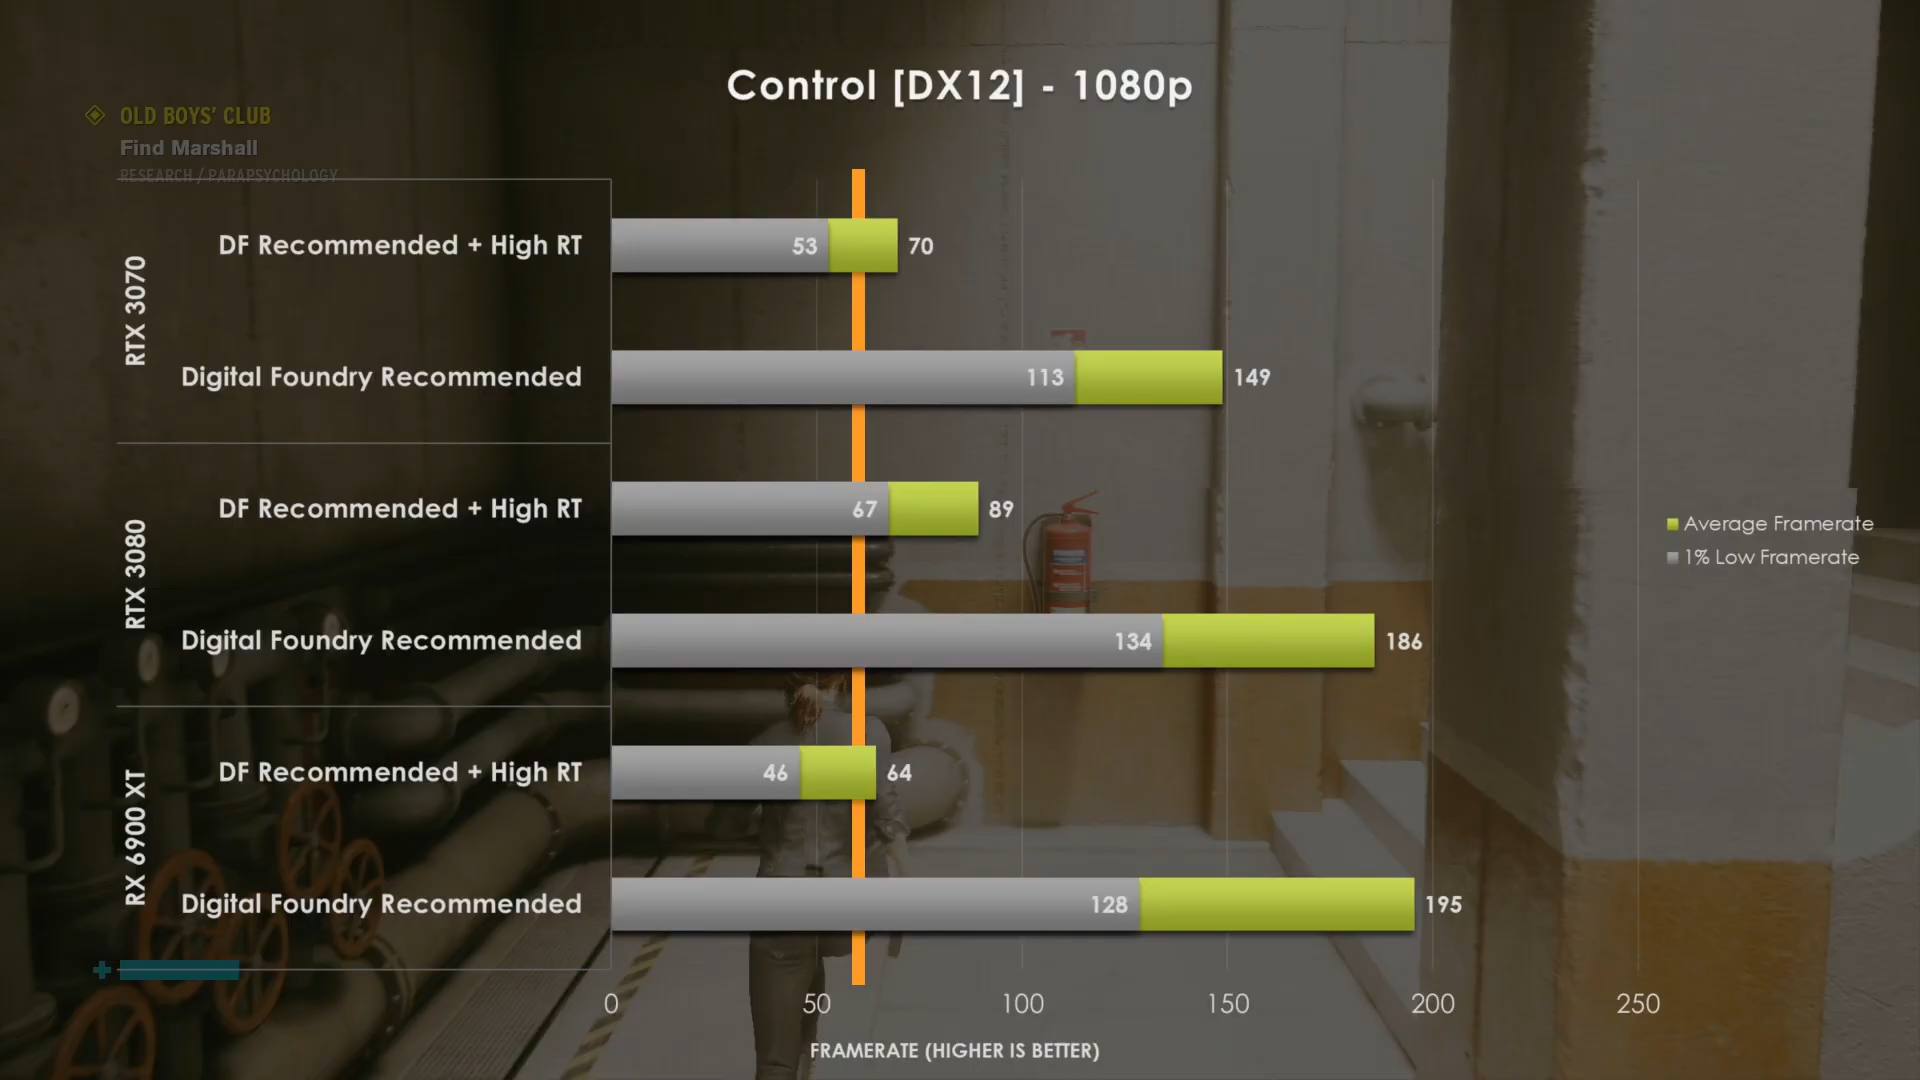 Control [DX12] - 1080p
OLD BOYS' CLUB
Find Marshall
RESEARCH / PARAPSYCHOLOGY
RTX 3070
DF Recommended + High RT
53
70
Digital Foundry Recommended
113
149
RTX 3080
DF Recommended + High RT
67
89
Digital Foundry Recommended
134
186
RX 6900 XT
DF Recommended + High RT
46
64
Digital Foundry Recommended
128
195
Average Framerate
1% Low Framerate
0 50 100 150 200 250
FRAMERATE (HIGHER IS BETTER)